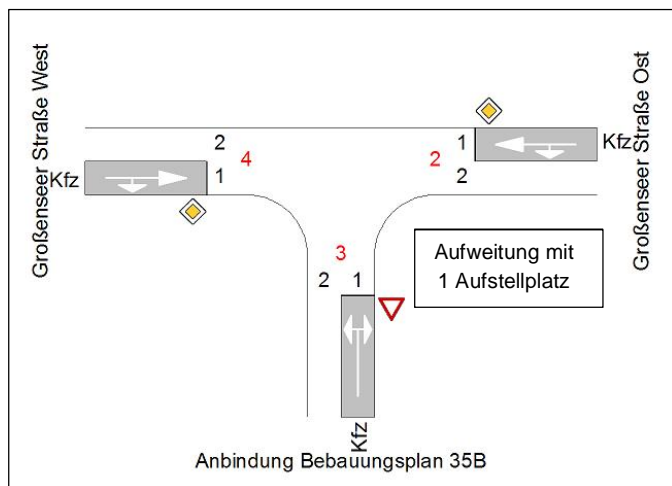 Großenseer Straße West
Großenseer Straße Ost
2
4
1
Kfz
1
2
2
Kfz
3
2 1
Aufweitung mit
1 Aufstellplatz
Kfz
Anbindung Bebauungsplan 35B